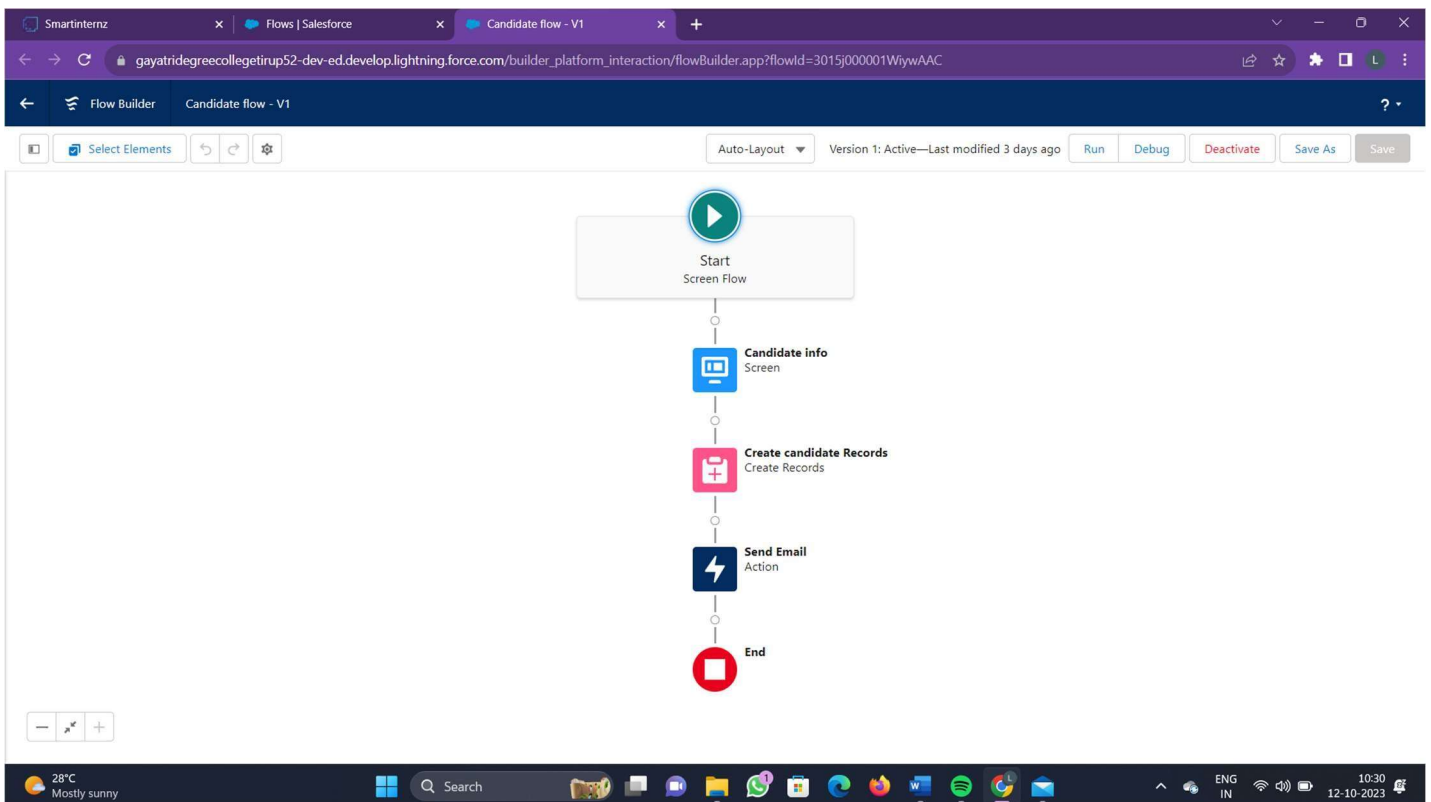 Smartinternz
Flows | Salesforce
Candidate flow - V1
gayatridegreecollegetirup52-dev-ed.develop.lightning.force.com/builder_platform_interaction/flowBuilder.app?flowId=3015j000001WiywAAC
L
Flow Builder
Candidate flow - V1
?
Select Elements
Auto-Layout
Version 1: Active—Last modified 3 days ago
Run
Debug
Deactivate
Save As
Save
Start
Screen Flow
Candidate info
Screen
Create candidate Records
Create Records
Send Email
Action
End
28°C
Mostly sunny
Search
1
L
ENG
IN
10:30
12-10-2023